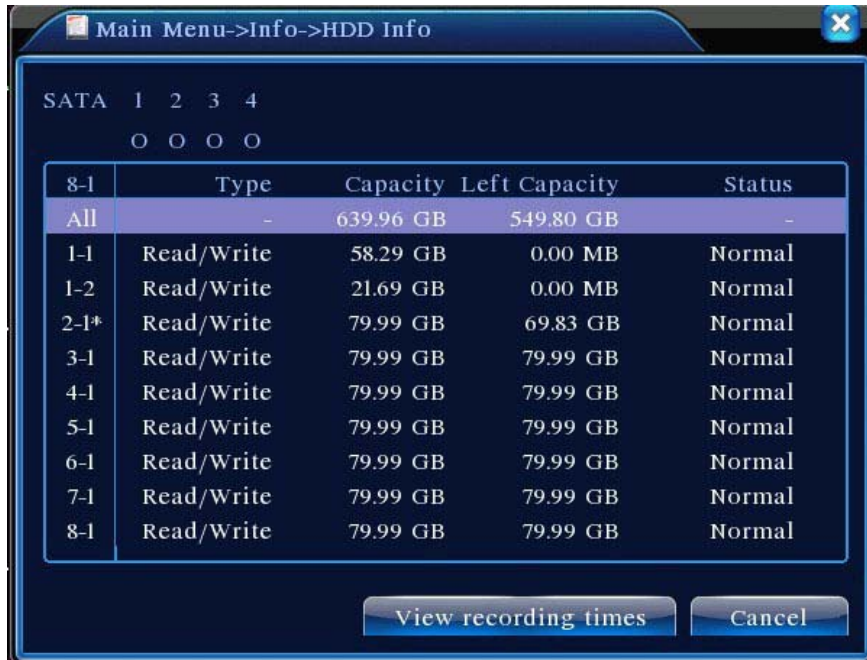 Main Menu->Info->HDD Info
SATA 1 2 3 4
O O O O
8-1 Type Capacity Left Capacity Status
All - 639.96 GB 549.80 GB -
1-1 Read/Write 58.29 GB 0.00 MB Normal
1-2 Read/Write 21.69 GB 0.00 MB Normal
2-1* Read/Write 79.99 GB 69.83 GB Normal
3-1 Read/Write 79.99 GB 79.99 GB Normal
4-1 Read/Write 79.99 GB 79.99 GB Normal
5-1 Read/Write 79.99 GB 79.99 GB Normal
6-1 Read/Write 79.99 GB 79.99 GB Normal
7-1 Read/Write 79.99 GB 79.99 GB Normal
8-1 Read/Write 79.99 GB 79.99 GB Normal
View recording times Cancel